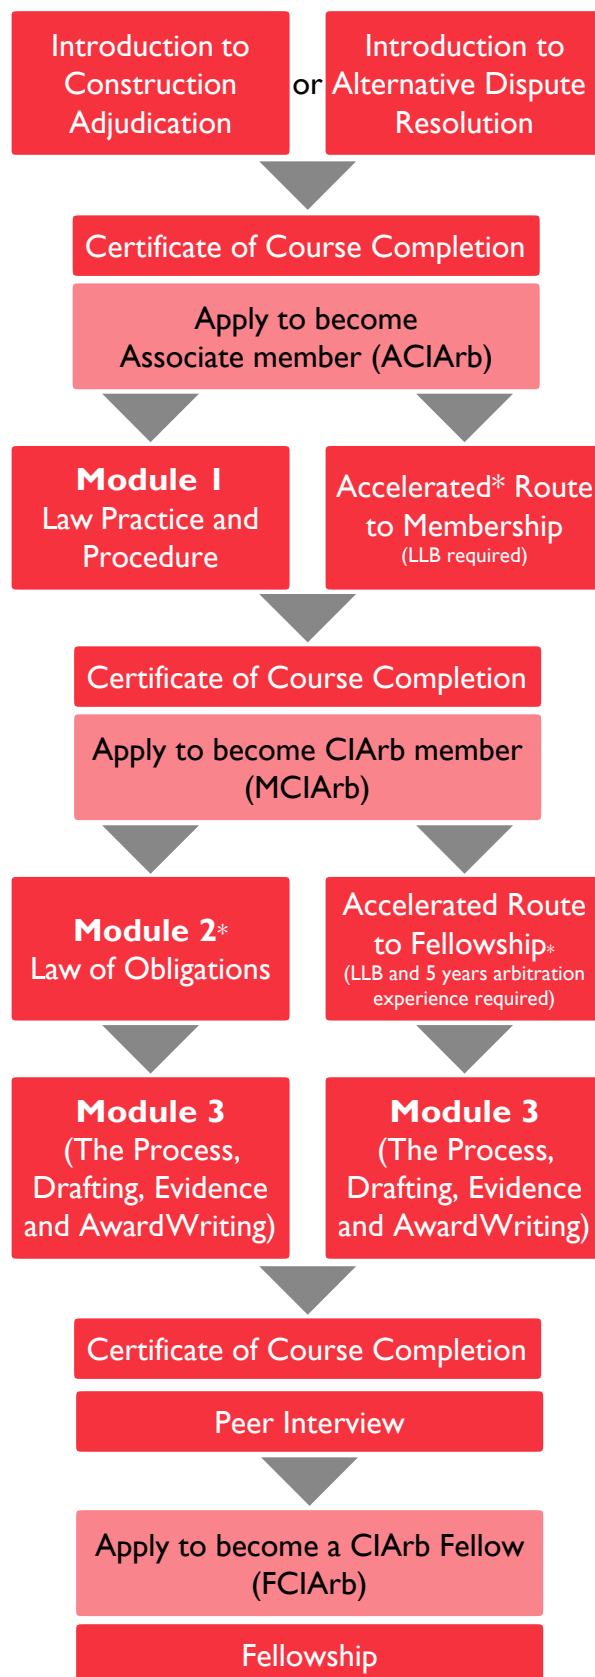 Introduction to
Construction
Adjudication
or
Introduction to
Alternative Dispute
Resolution
Certificate of Course Completion
Apply to become
Associate member (ACIArb)
Module 1
Law Practice and
Procedure
Accelerated* Route
to Membership
(LLB required)
Certificate of Course Completion
Apply to become CIArb member
(MCIArb)
Module 2*
Law of Obligations
Accelerated Route
to Fellowship*
(LLB and 5 years arbitration
experience required)
Module 3
(The Process,
Drafting, Evidence
and AwardWriting)
Module 3
(The Process,
Drafting, Evidence
and AwardWriting)
Certificate of Course Completion
Peer Interview
Apply to become a CIArb Fellow
(FCIArb)
Fellowship